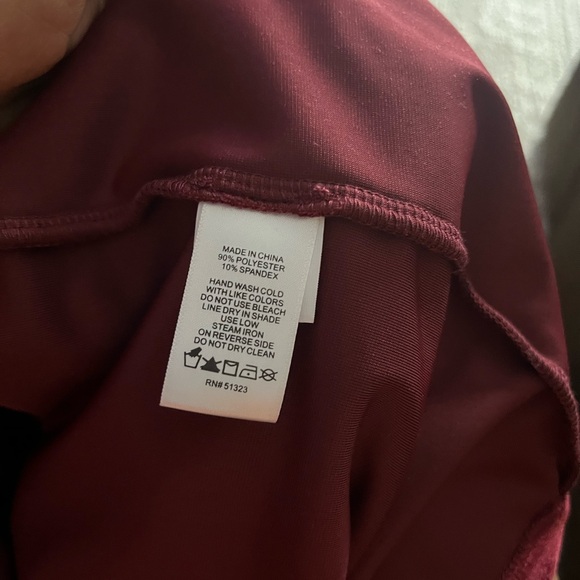 MADE IN CHINA
90% POLYESTER
10% SPANDEX
HAND WASH COLD
WITH LIKE COLORS
DO NOT USE BLEACH
LINE DRY IN SHADE
USE LOW
STEAM IRON
ON REVERSE SIDE
DO NOT DRY CLEAN
RN# 51323